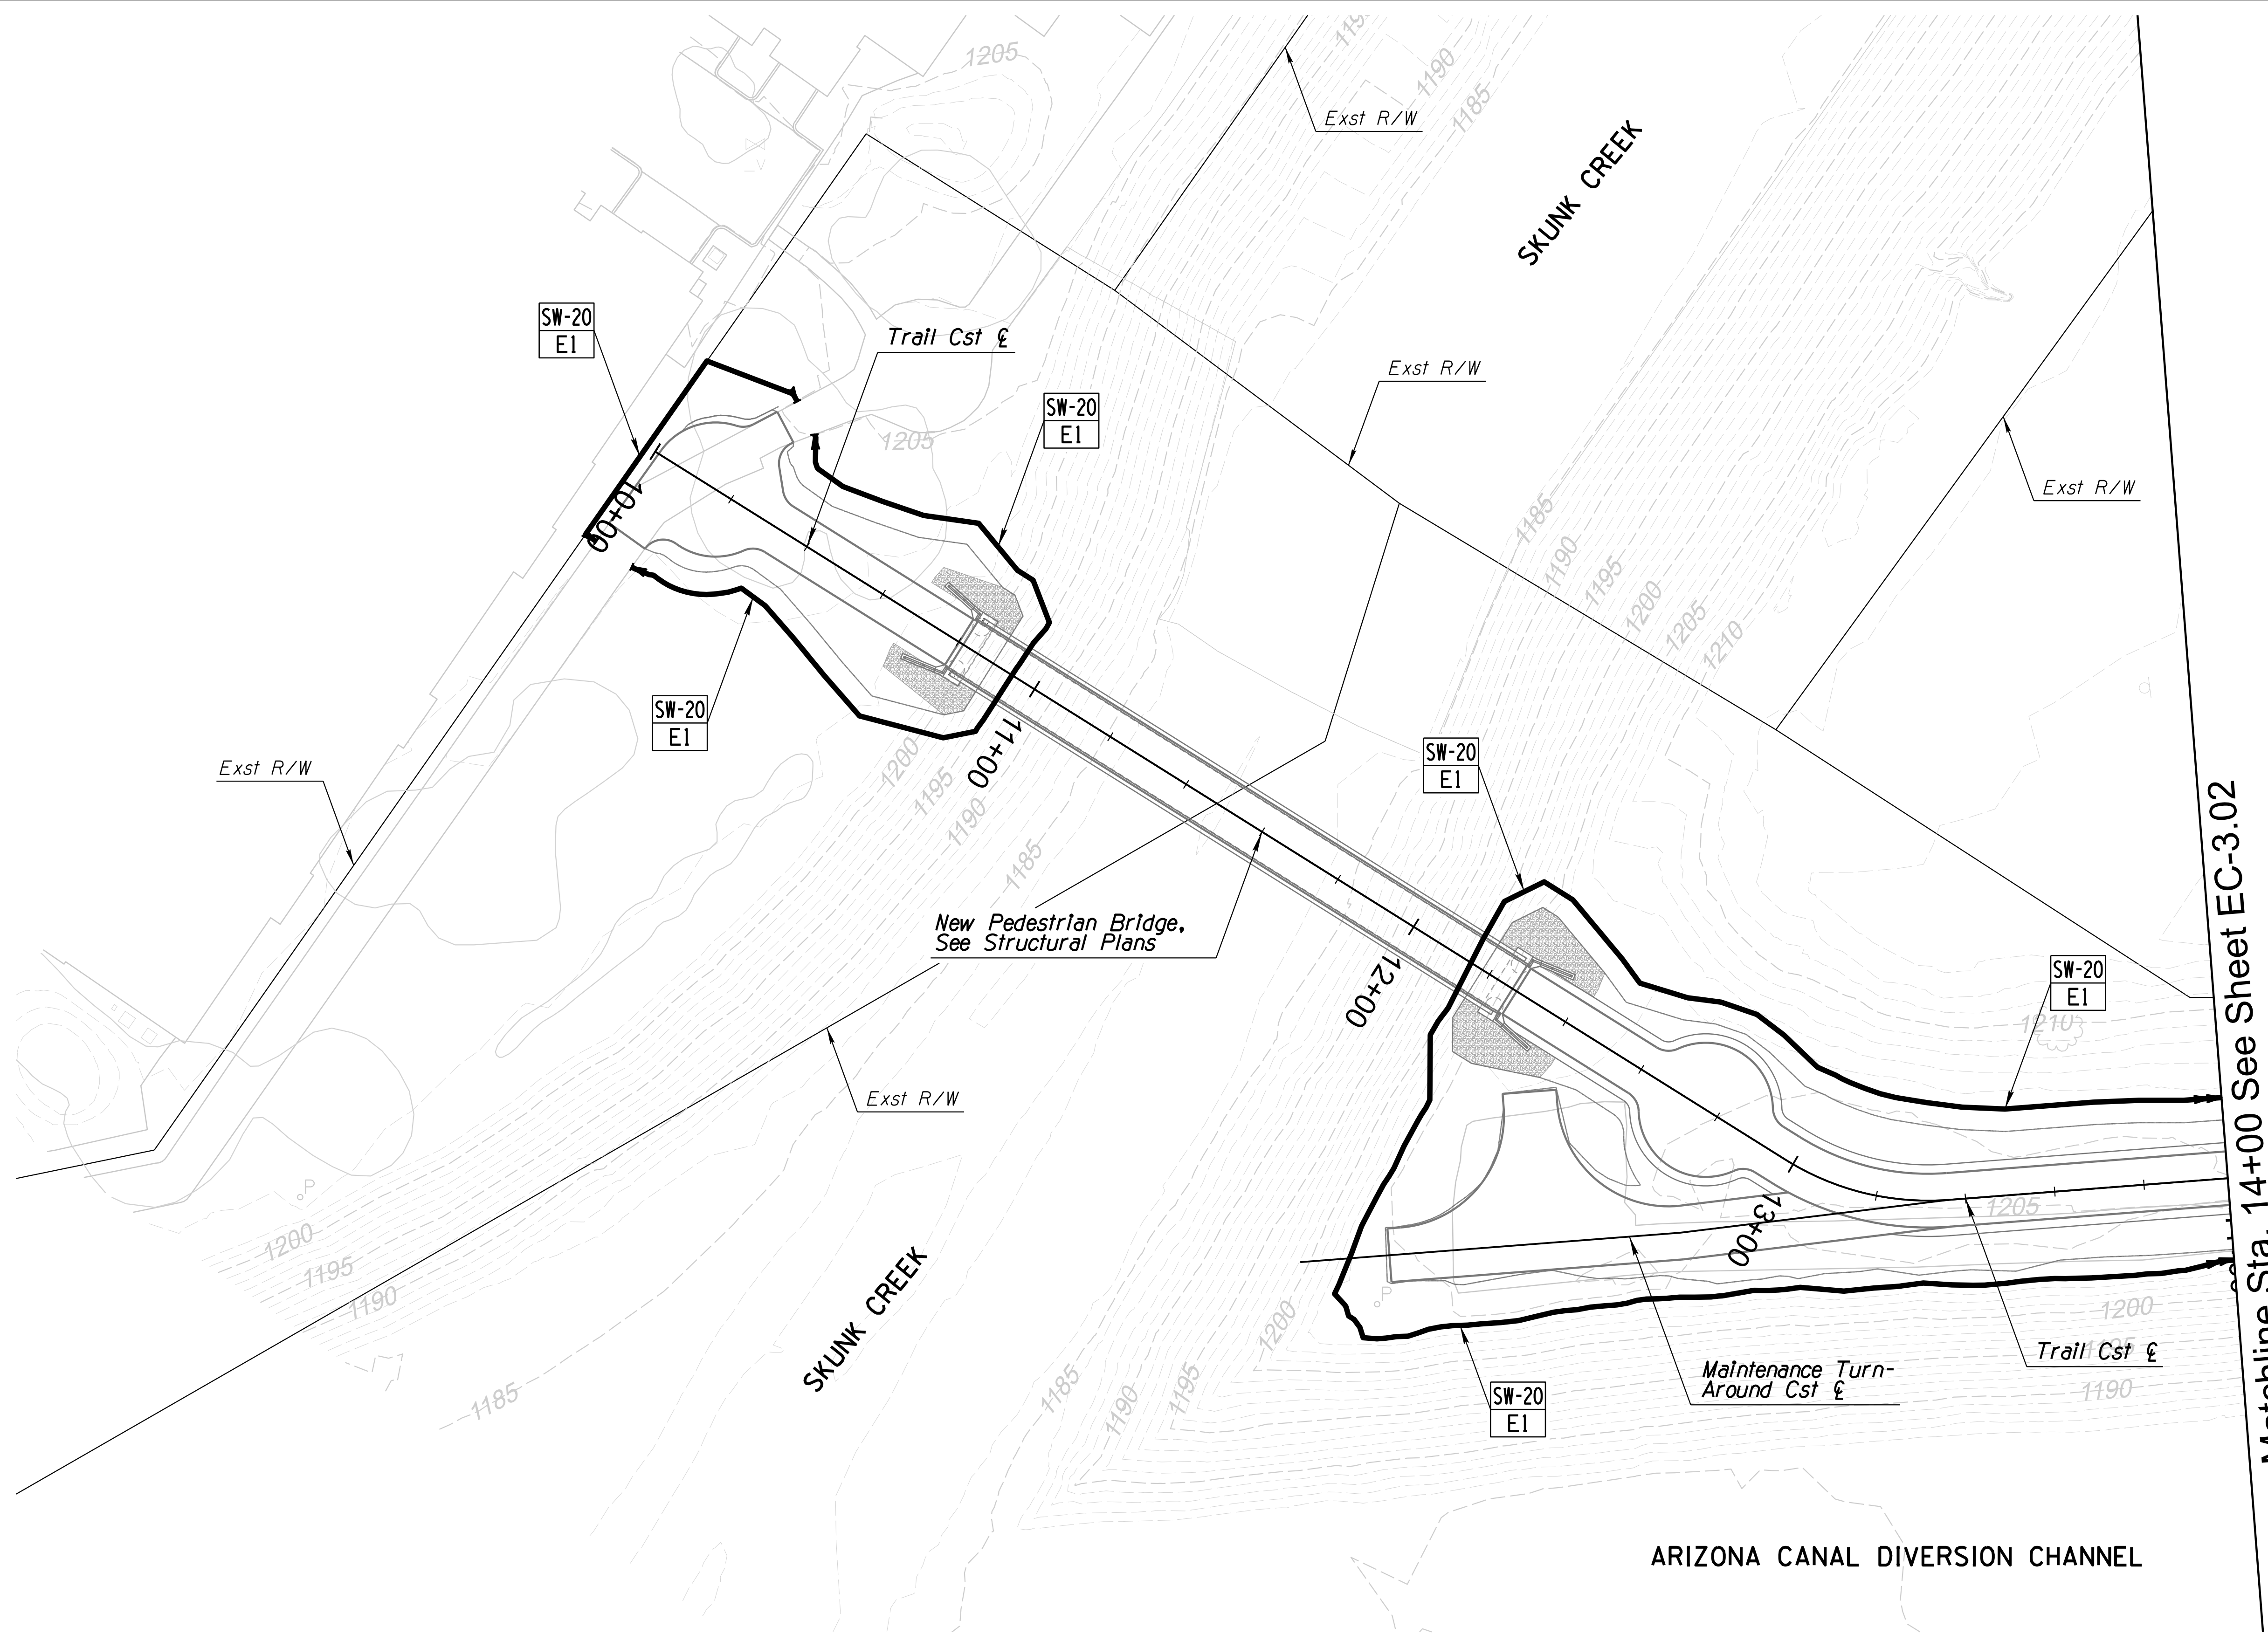 1205
1190
1190
1185
Exst R/W
SKUNK CREEK
SW-20
E1
Trail Cst ℄
Exst R/W
SW-20
E1
1205
Exst R/W
10+00
1185
1190
1195
1200
1205
1210
SW-20
E1
11+00
1200
1195
1190
1185
Exst R/W
SW-20
E1
New Pedestrian Bridge,
See Structural Plans
12+00
SW-20
E1
1210
Exst R/W
P
1200
1195
1190
1185
SKUNK CREEK
13+00
1205
P
1200
1195
1190
1185
1190
1195
1200
Trail Cst ℄
Maintenance Turn-
Around Cst ℄
SW-20
E1
Matchline Sta. 14+00 See Sheet EC-3.02
ARIZONA CANAL DIVERSION CHANNEL